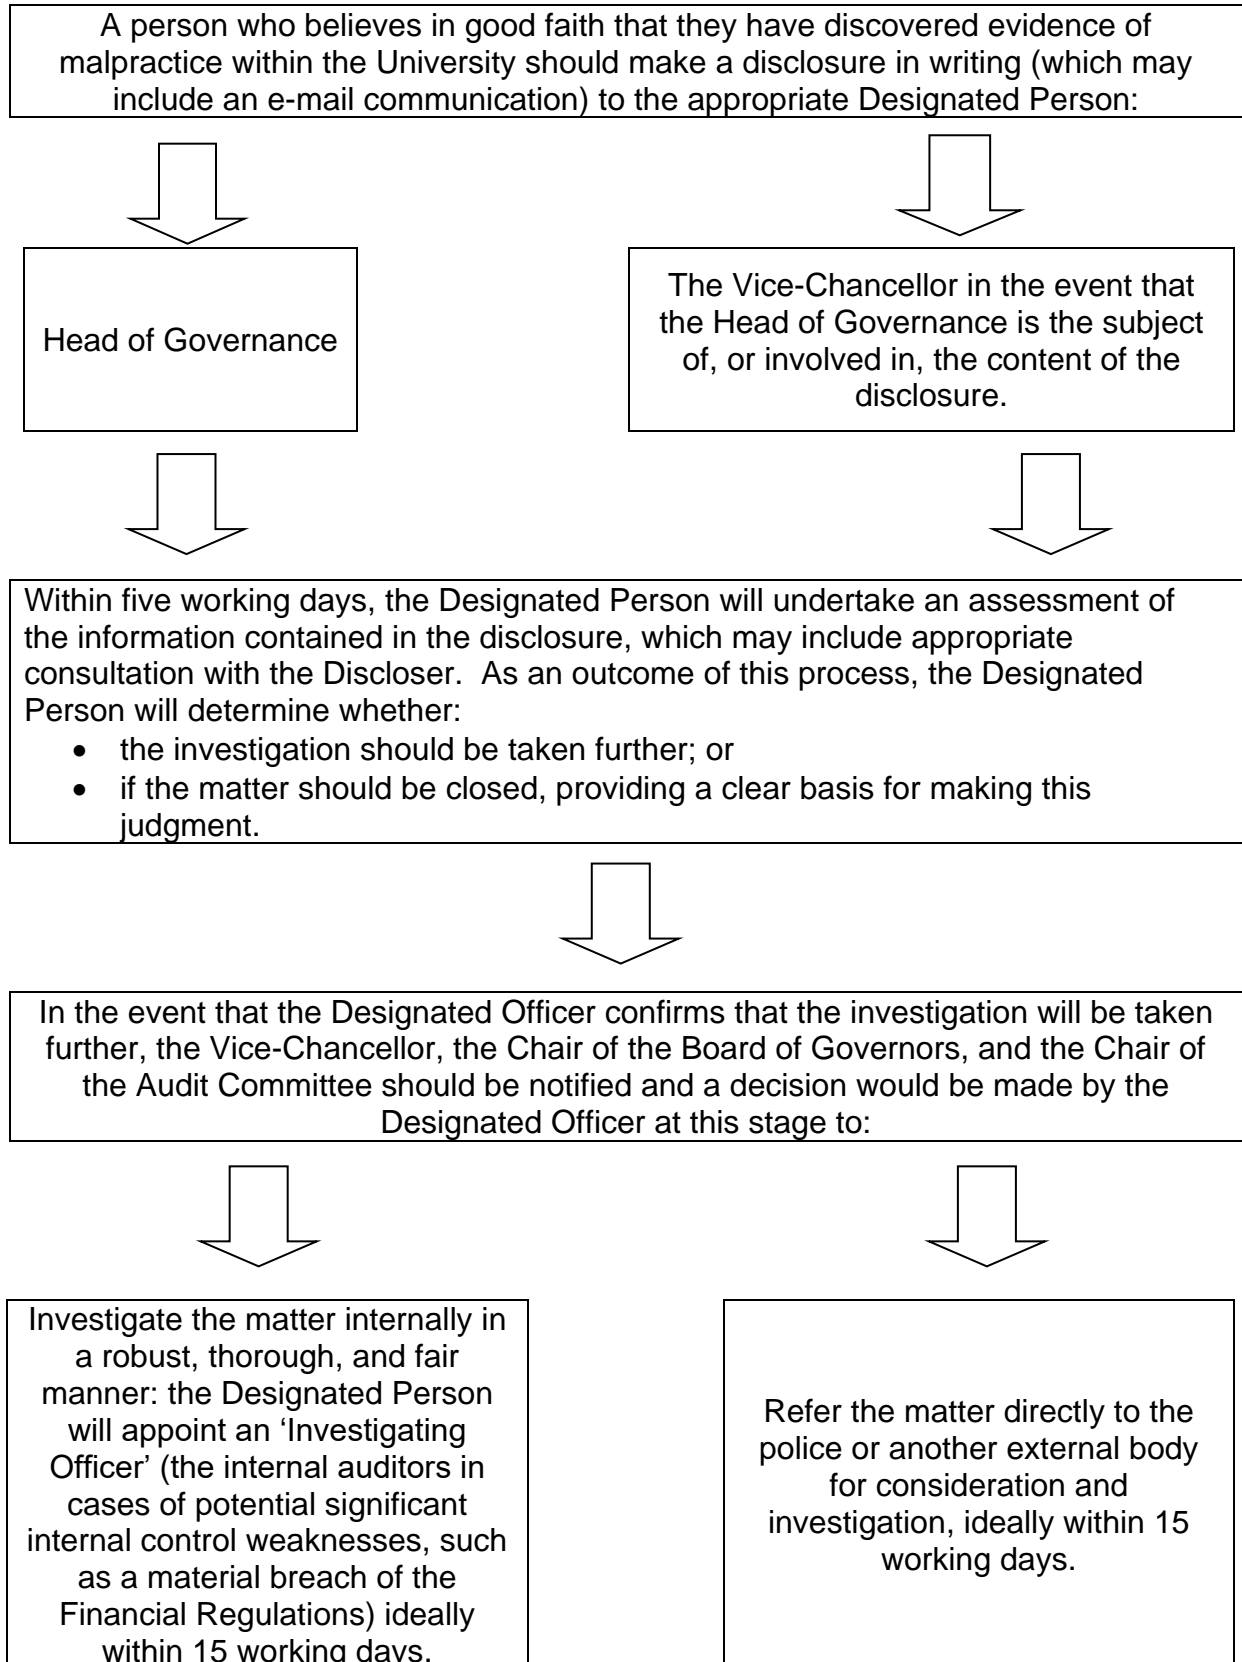 A person who believes in good faith that they have discovered evidence of
malpractice within the University should make a disclosure in writing (which may
include an e-mail communication) to the appropriate Designated Person:
Head of Governance
The Vice-Chancellor in the event that
the Head of Governance is the subject
of, or involved in, the content of the
disclosure.
Within five working days, the Designated Person will undertake an assessment of
the information contained in the disclosure, which may include appropriate
consultation with the Discloser.  As an outcome of this process, the Designated
Person will determine whether:
• the investigation should be taken further; or
• if the matter should be closed, providing a clear basis for making this
judgment.
In the event that the Designated Officer confirms that the investigation will be taken
further, the Vice-Chancellor, the Chair of the Board of Governors, and the Chair of
the Audit Committee should be notified and a decision would be made by the
Designated Officer at this stage to:
Investigate the matter internally in
a robust, thorough, and fair
manner: the Designated Person
will appoint an ‘Investigating
Officer’ (the internal auditors in
cases of potential significant
internal control weaknesses, such
as a material breach of the
Financial Regulations) ideally
within 15 working days.
Refer the matter directly to the
police or another external body
for consideration and
investigation, ideally within 15
working days.